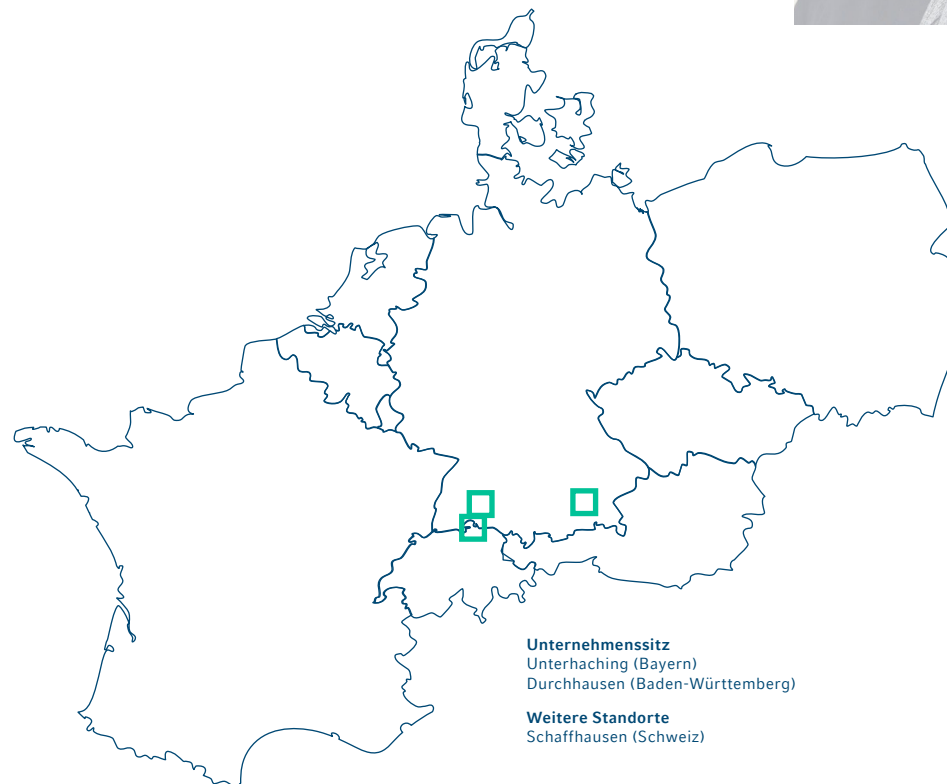 Unternehmenssitz
Unterhaching (Bayern)
Durchhausen (Baden-Württemberg)
Weitere Standorte
Schaffhausen (Schweiz)